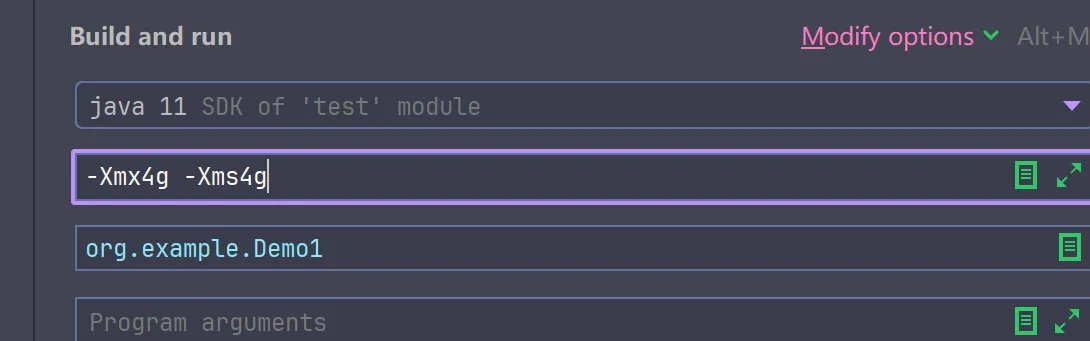 Build and run
Modify options Alt+M
java 11 SDK of 'test' module
-Xmx4g -Xms4g
org.example.Demo1
Program arguments